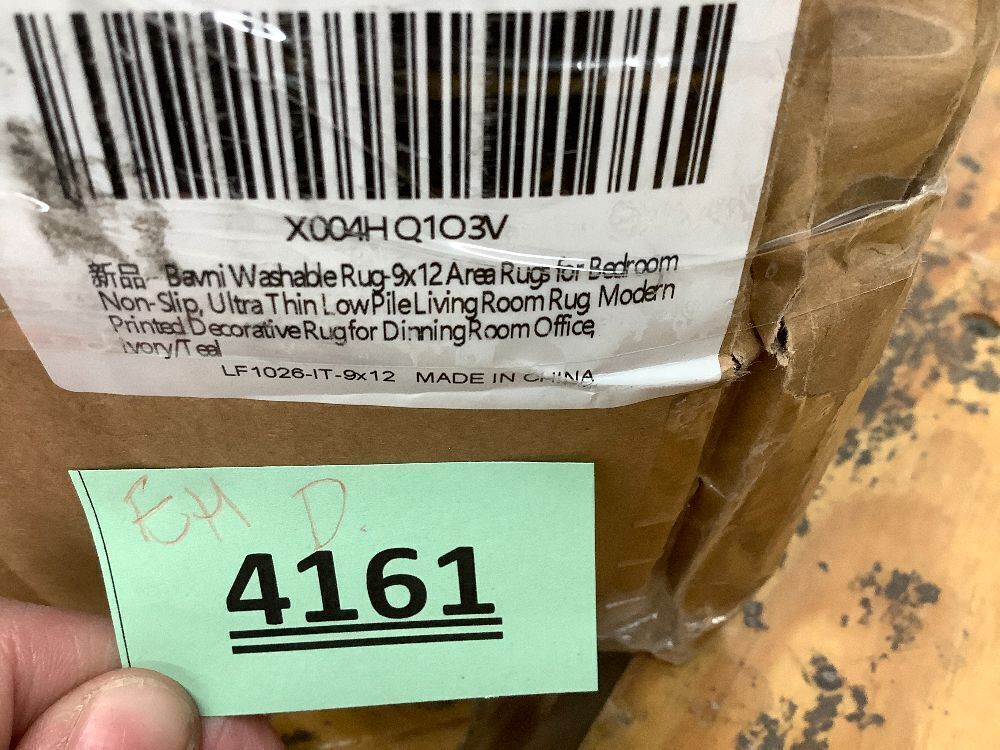 X004HQ1O3V
新品- Bavni Washable Rug-9x12 Area Rugs for Bedroom
Non-Slip, Ultra Thin Low Pile Living Room Rug Modern
Printed Decorative Rug for Dinning Room Office,
Ivory/Teal
LF1026-IT-9x12 MADE IN CHINA
EH D.
4161